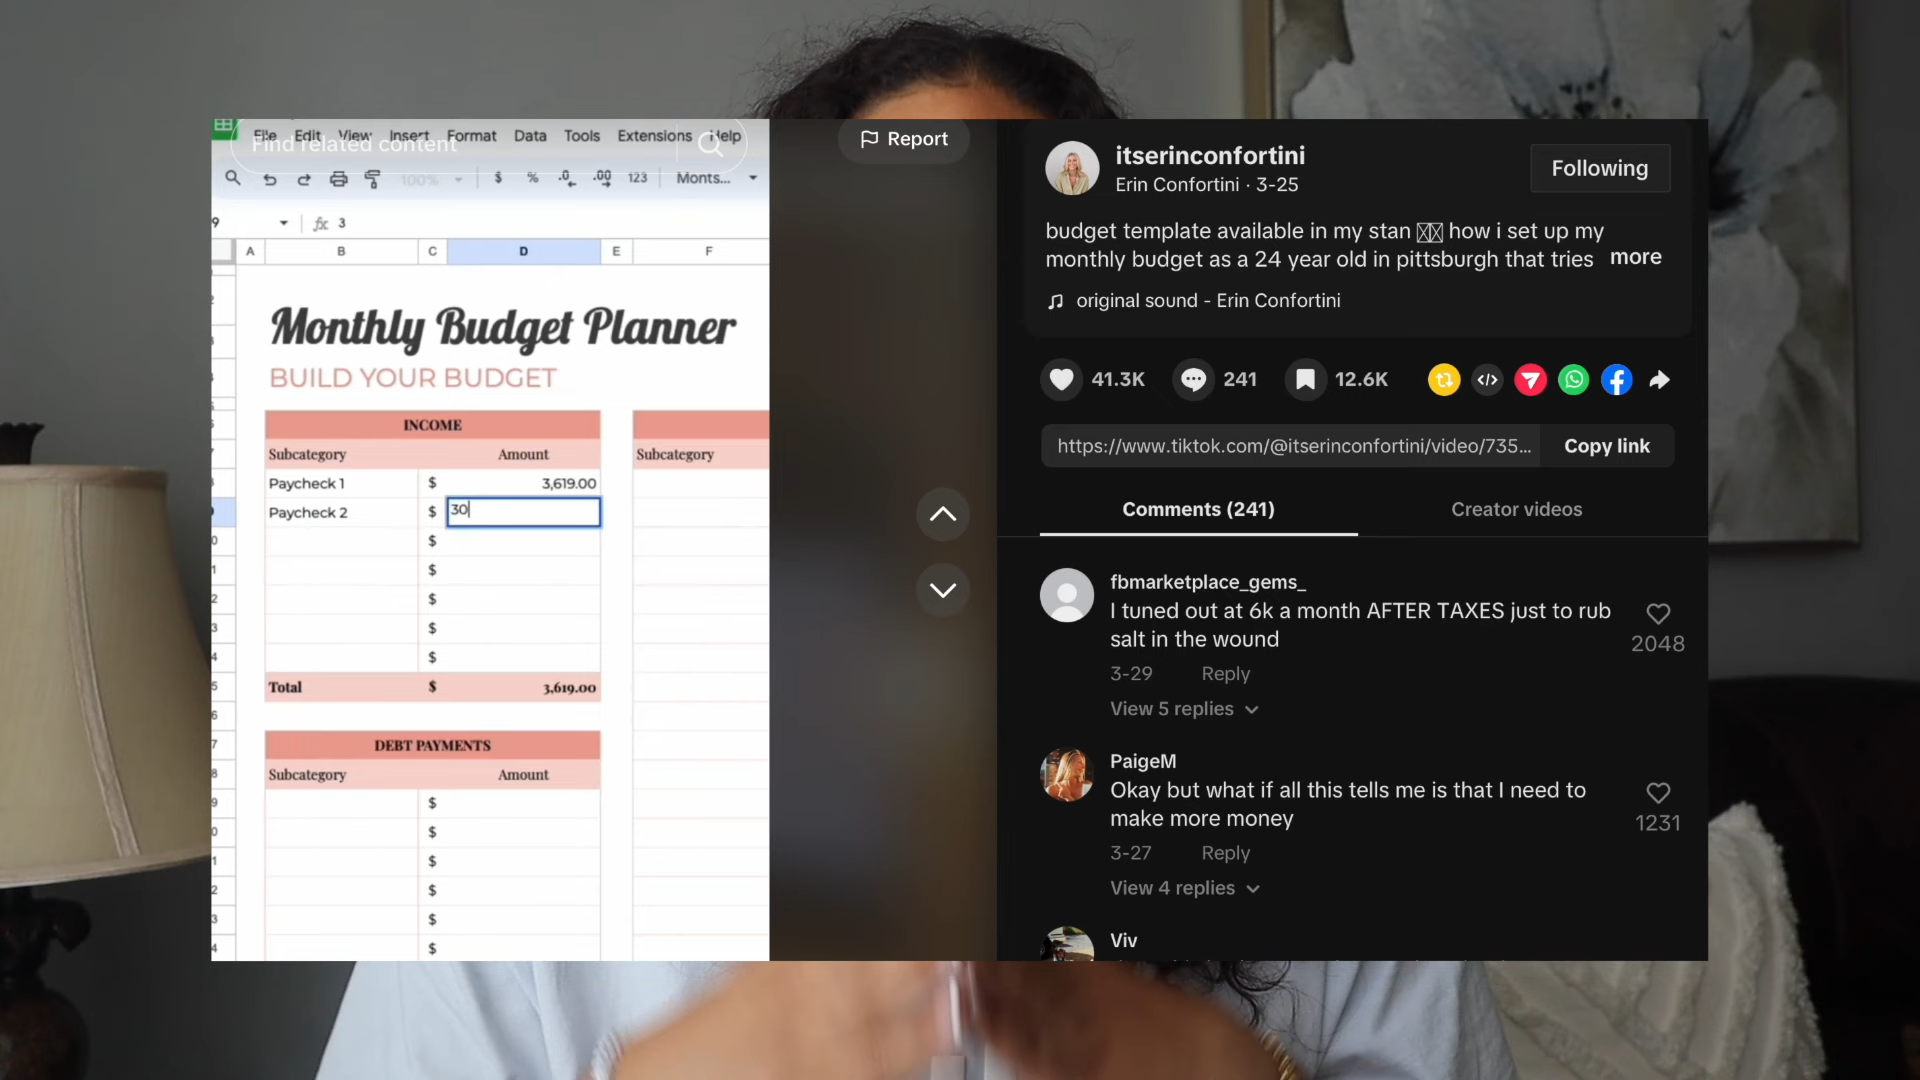 File Edit View Insert Format Data Tools Extensions Help
Find related content
100% $ % .0 .00 123 Monts...
9 fx 3
A B C D E F
Monthly Budget Planner
BUILD YOUR BUDGET
INCOME
Subcategory Amount Subcategory
Paycheck 1 $ 3,619.00
Paycheck 2 $ 30
$
$
$
$
$
Total $ 3,619.00
DEBT PAYMENTS
Subcategory Amount
$
$
$
$
$
$
Report
itserinconfortini
Erin Confortini · 3-25
Following
budget template available in my stan how i set up my
monthly budget as a 24 year old in pittsburgh that tries more
original sound - Erin Confortini
41.3K 241 12.6K
https://www.tiktok.com/@itserinconfortini/video/735... Copy link
Comments (241) Creator videos
fbmarketplace_gems_
I tuned out at 6k a month AFTER TAXES just to rub
salt in the wound
2048
3-29 Reply
View 5 replies
PaigeM
Okay but what if all this tells me is that I need to
make more money
1231
3-27 Reply
View 4 replies
Viv